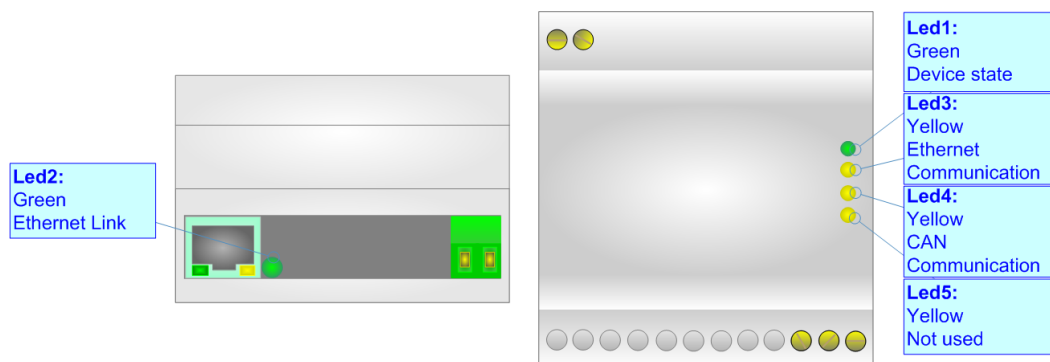 Led2:
Green
Ethernet Link
Led1:
Green
Device state
Led3:
Yellow
Ethernet
Communication
Led4:
Yellow
CAN
Communication
Led5:
Yellow
Not used